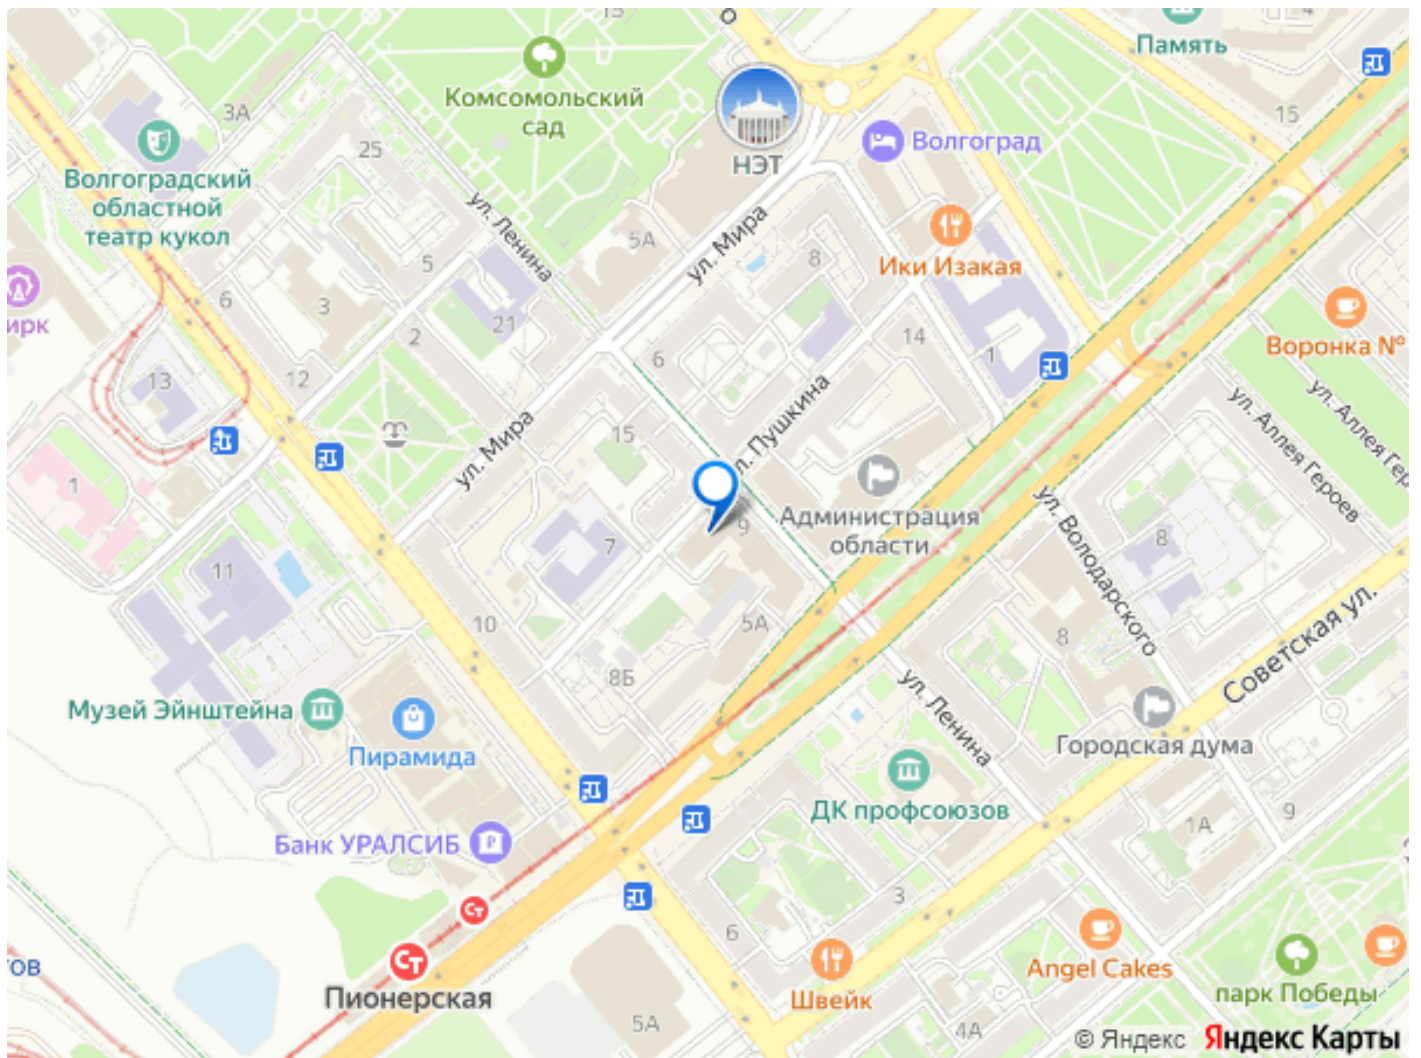 15
Память
Комсомольский
сад
3А
15
25
НЭТ
Волгоград
Волгоградский
областной
театр кукол
ул. Ленина
ул. Мира
5А
8
Ики Изакая
5
6
3
ирк
21
2
14
6
1
Воронка №
13
12
ул. Пушкина
ул. Мира
15
ул. Аллея Героев
ул. Аллея Гер
1
9
Администрация
области
7
ул. Володарского
8
11
10
5А
8
8Б
Советская ул.
ул. Ленина
Музей Эйнштейна
Пирамида
Городская дума
ДК профсоюзов
Банк УРАЛСИБ
9
1А
3
6
Ст
Ст
тов
Пионерская
Швейк
Angel Cakes
парк Победы
5А
4А
© Яндекс Яндекс Карты